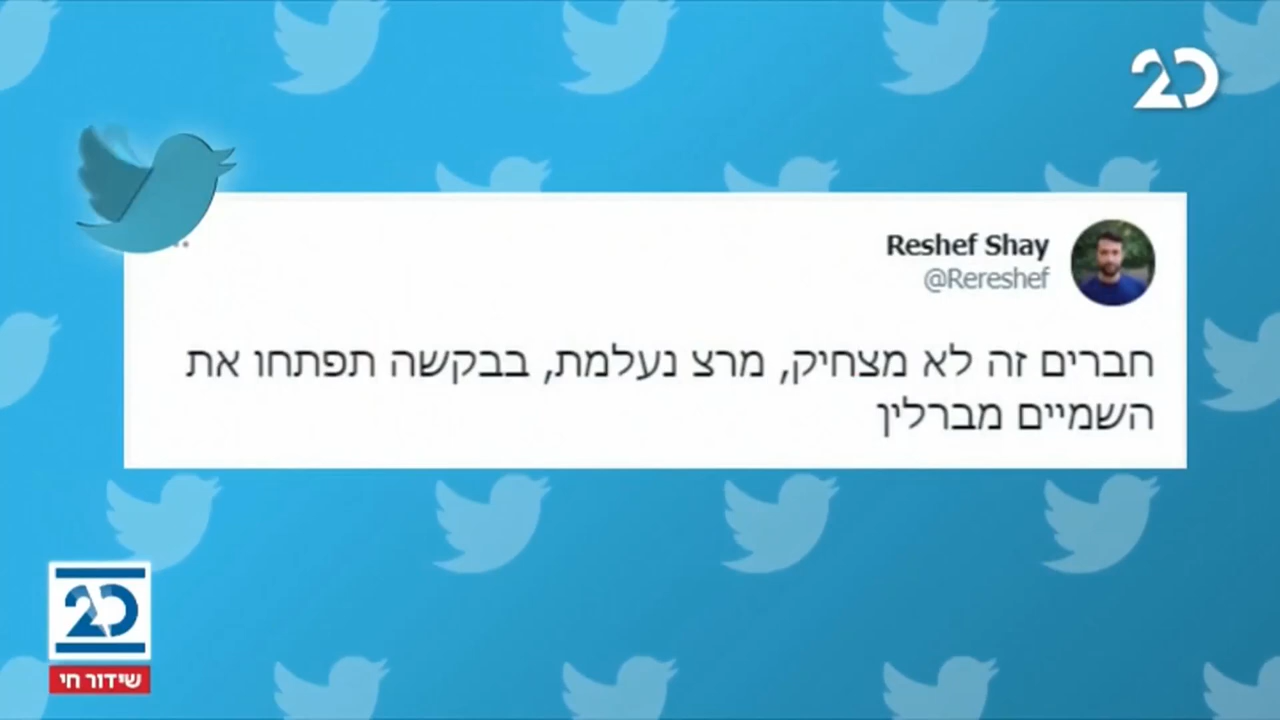 20
Reshef Shay
@Rereshef
חברים זה לא מצחיק, מרצ נעלמת, בבקשה תפתחו את
השמיים מברלין
20
שידור חי